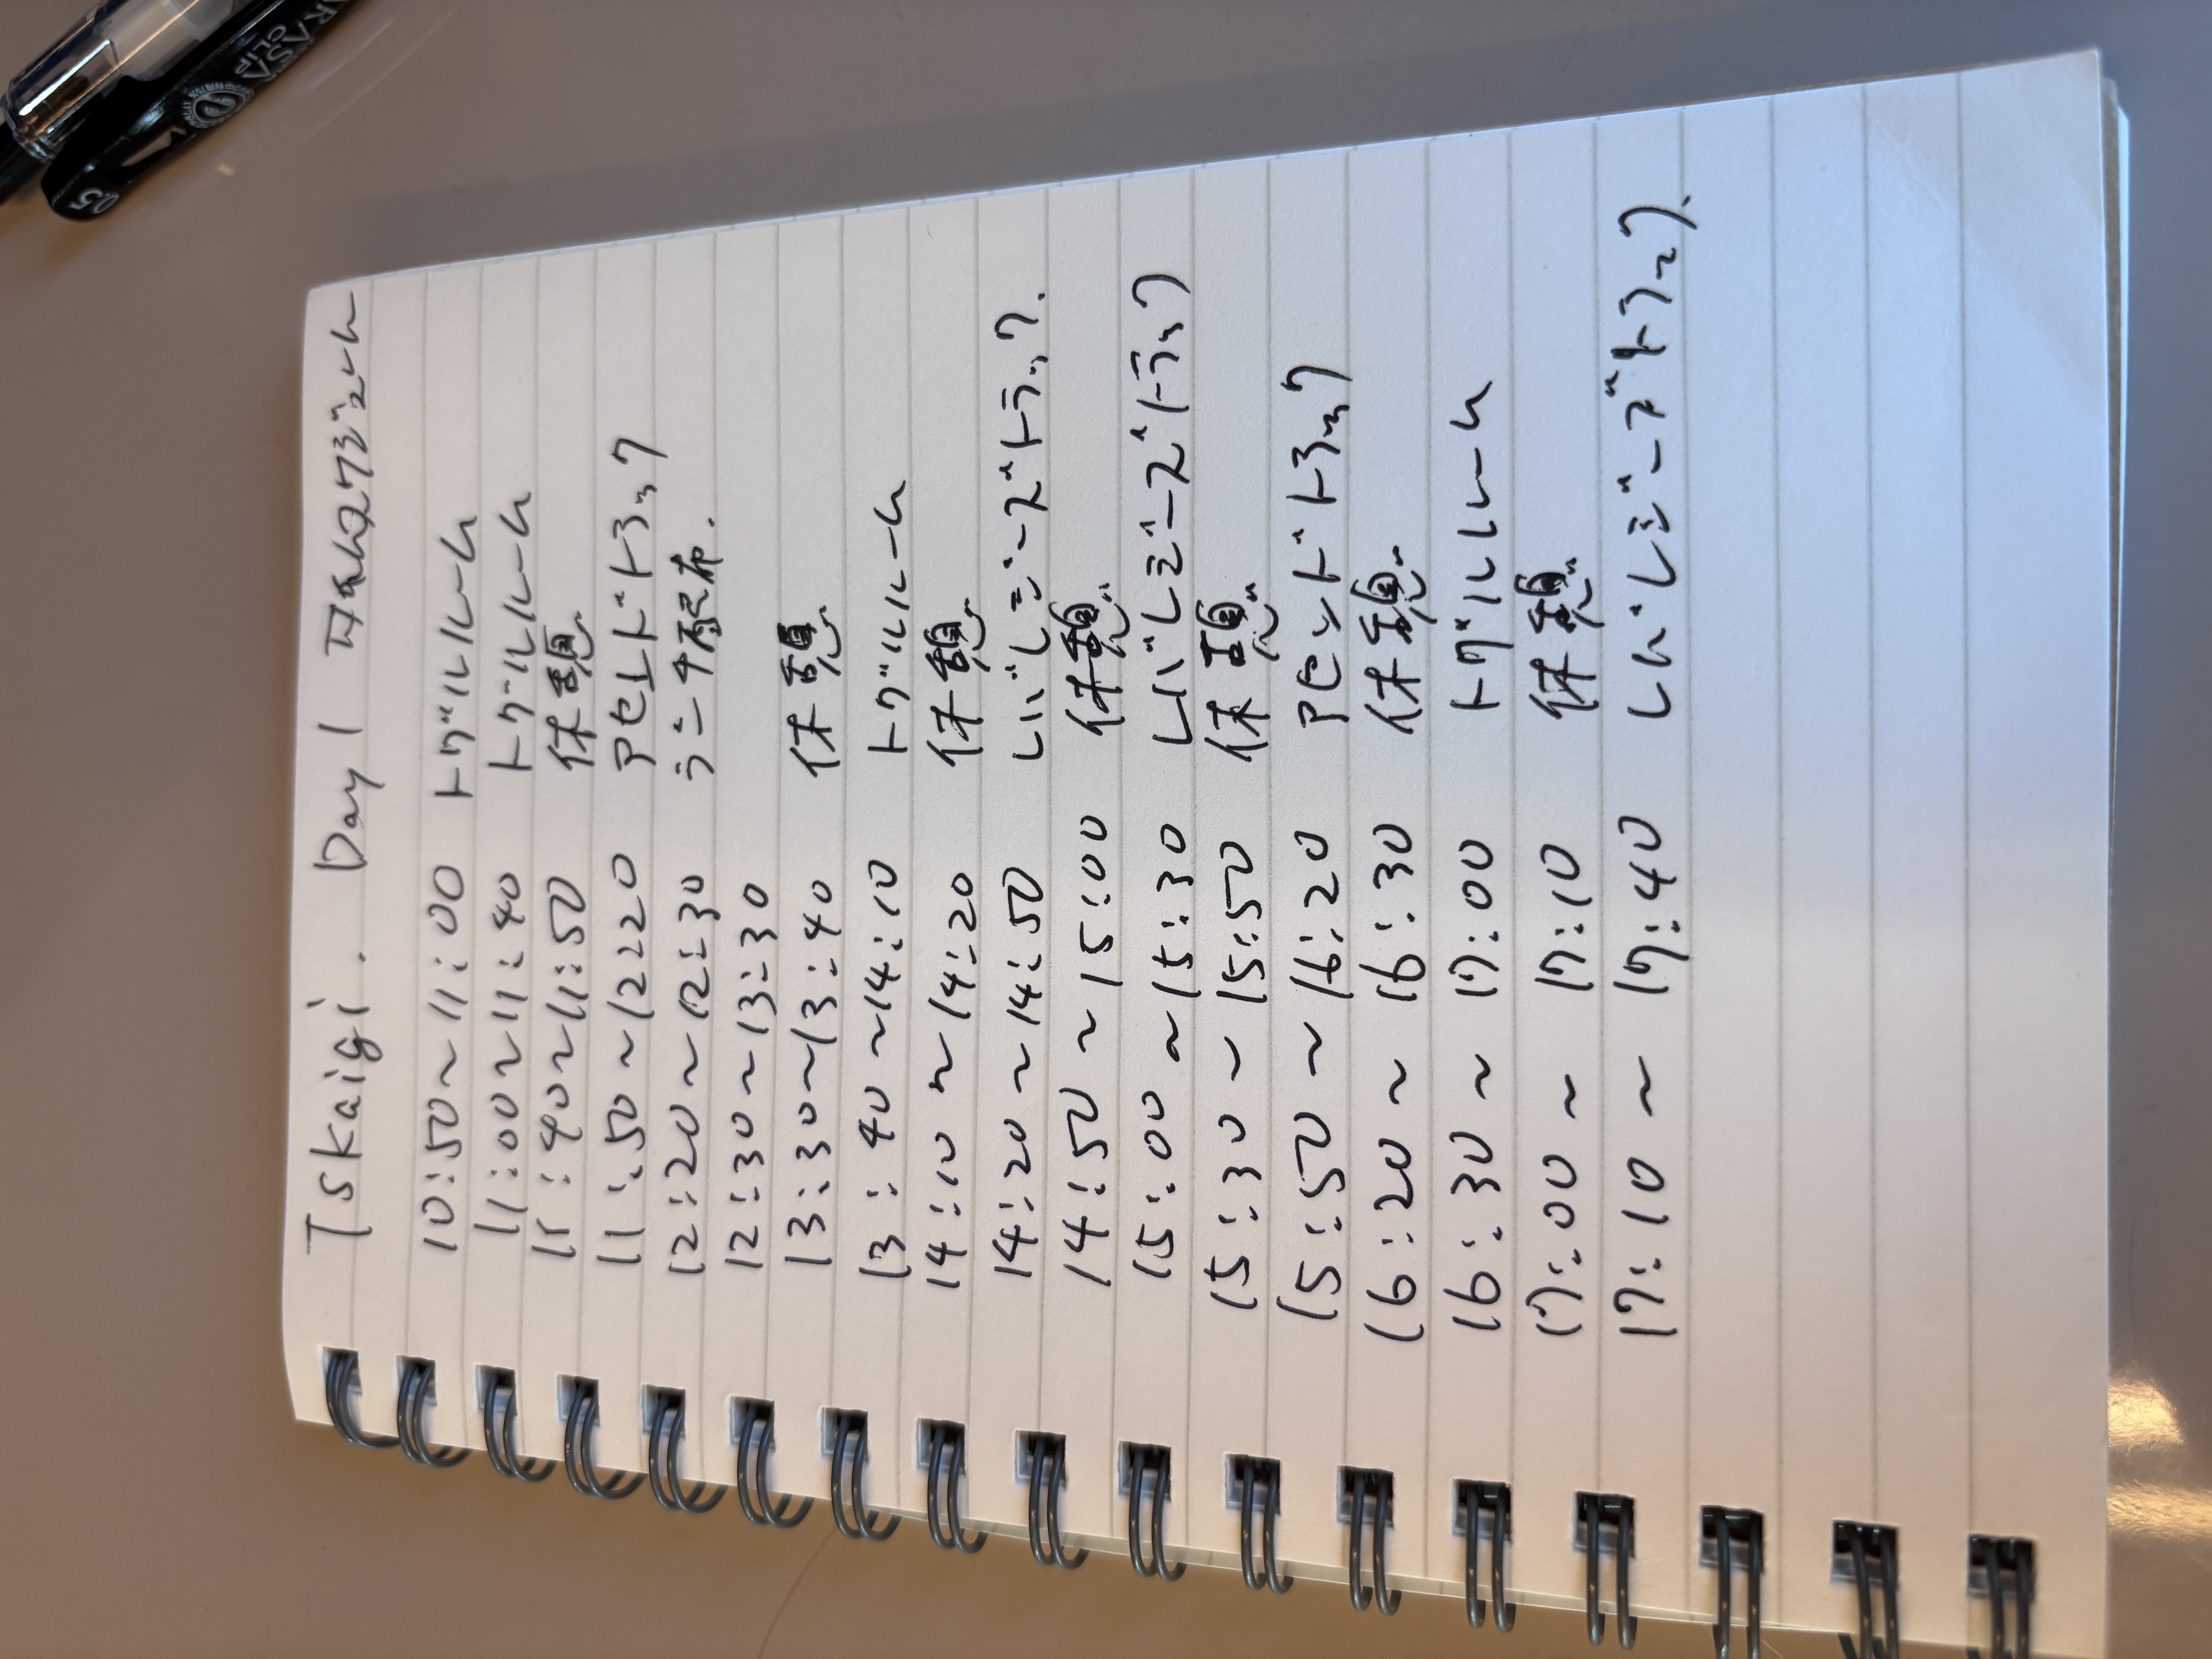 Tskaigi. Day 1 タイムスケジュール
10:50～11:00 トグルルーム
11:00～11:40 トグルルーム
11:40～11:50 休憩
11:50～12:20 アセンドトラック
12:20～12:30 ランチ配布.
12:30～13:30
13:30～13:40 休憩
13:40～14:10 トグルルーム
14:10～14:20 休憩
14:20～14:50 レバレジーズトラック.
14:50～15:00 休憩
15:00～15:30 レバレジーズトラック
15:30～15:50 休憩
15:50～16:20 アセンドトラック
16:20～16:30 休憩
16:30～17:00 トグルルーム
17:00～17:10 休憩
17:10～17:40 レバレジーズトラック.
05
SARASA
CLIP